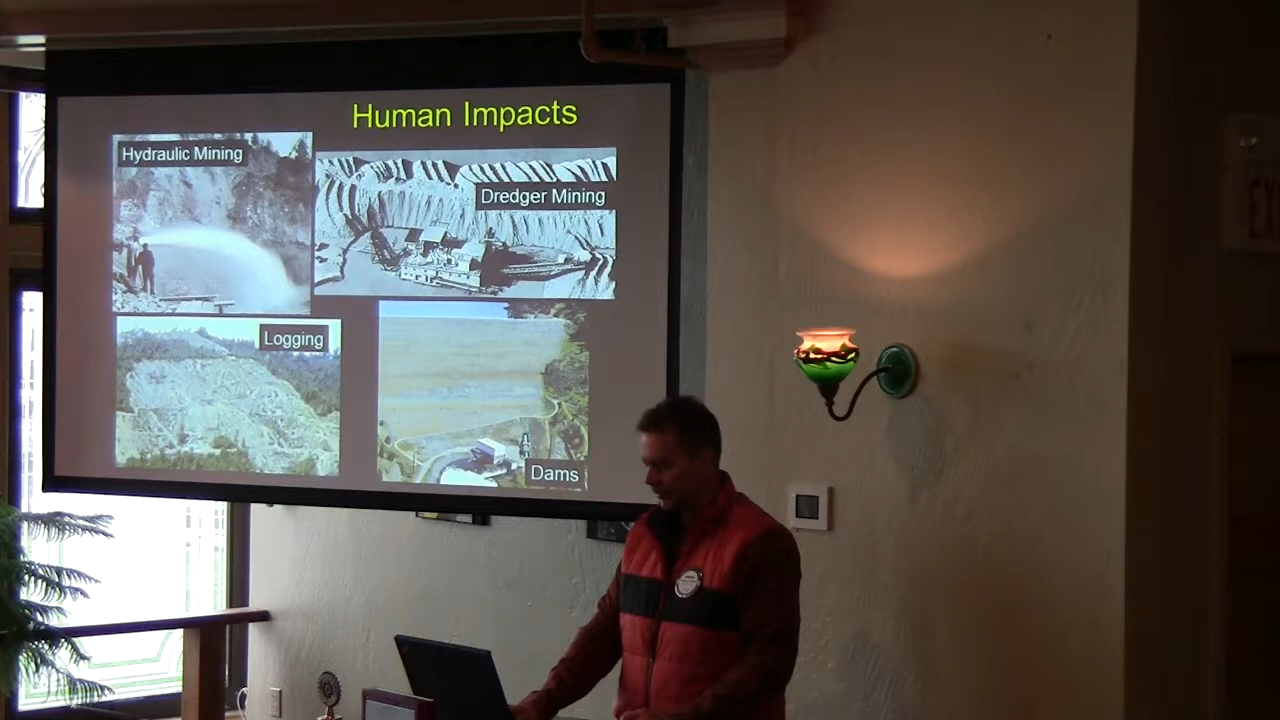 Human Impacts
Hydraulic Mining
Dredger Mining
Logging
Dams